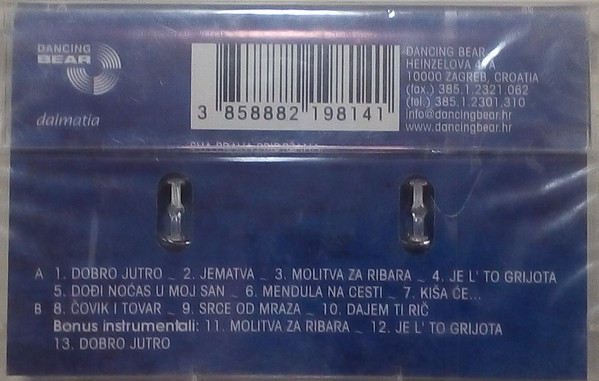 DANCING
BEAR
dalmatia
3 858882 198141
DANCING BEAR
HEINZELOVA
10000 ZAGREB, CROATIA
(fax.) 385.1.2321.062
(tel.) 385.1.2301.310
info@dancingbear.hr
www.dancingbear.hr
A 1. DOBRO JUTRO _ 2. JEMATVA _ 3. MOLITVA ZA RIBARA _ 4. JE L' TO GRIJOTA
5. DOĐI NOĆAS U MOJ SAN _ 6. MENDULA NA CESTI _ 7. KIŠA ĆE...
B 8. ČOVIK I TOVAR _ 9. SRCE OD MRAZA _ 10. DAJEM TI RIČ
Bonus instrumentali: 11. MOLITVA ZA RIBARA _ 12. JE L' TO GRIJOTA
13. DOBRO JUTRO